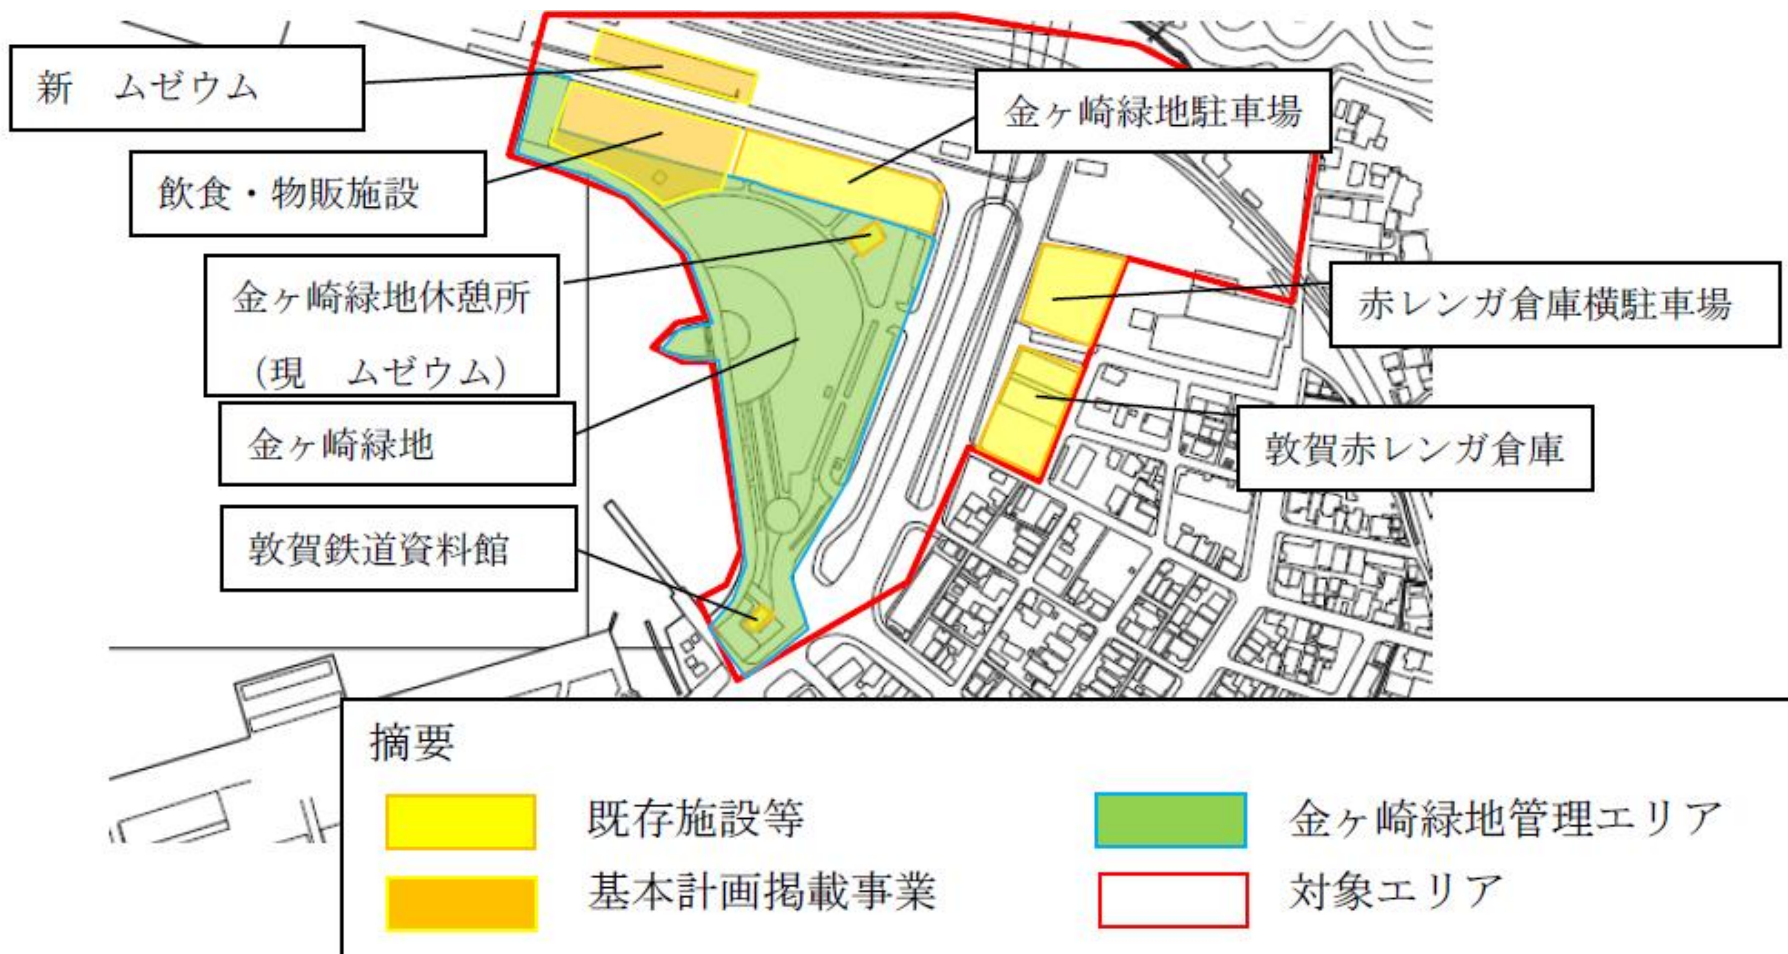 新　ムゼウム
飲食・物販施設
金ヶ崎緑地休憩所
（現　ムゼウム）
金ヶ崎緑地
敦賀鉄道資料館
金ヶ崎緑地駐車場
赤レンガ倉庫横駐車場
敦賀赤レンガ倉庫
摘要
既存施設等
基本計画掲載事業
金ヶ崎緑地管理エリア
対象エリア